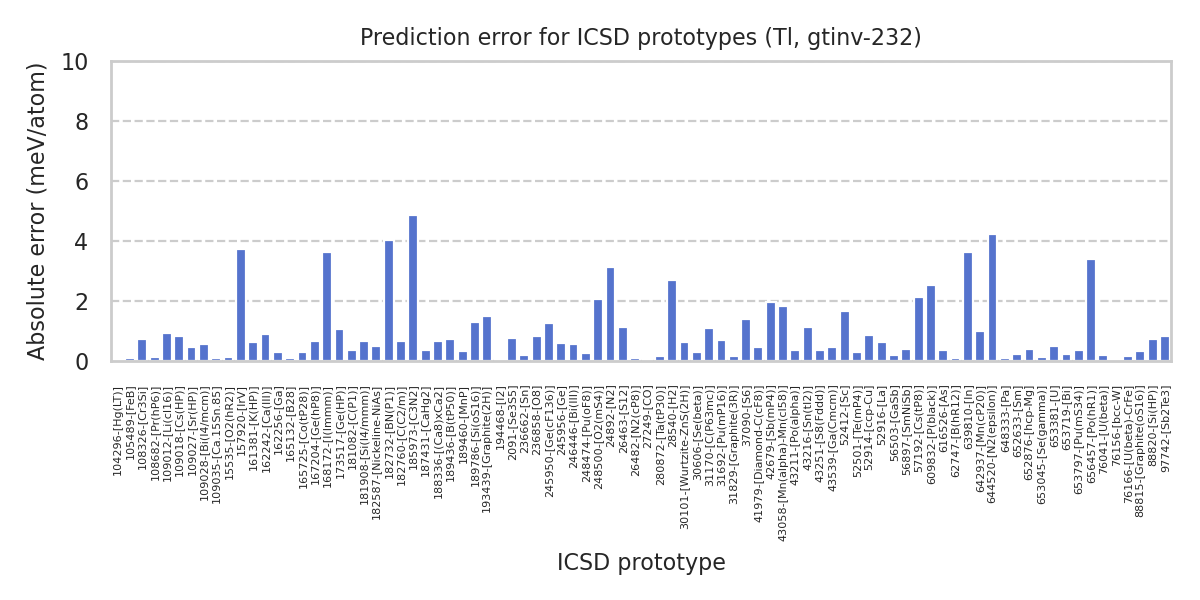 Prediction error for ICSD prototypes (Tl, gtinv-232)
Absolute error (meV/atom)
10
8
6
4
2
0
104296-[Hg(LT)]
105489-[FeB]
108326-[Cr3Si]
108682-[Pr(hP6)]
109012-[Li(cI16)]
109018-[Cs(HP)]
109027-[Sr(HP)]
109028-[Bi(I4/mcm)]
109035-[Ca.15Sn.85]
15535-[O2(hR2)]
157920-[IrV]
161381-[K(HP)]
162242-[Ca(III)]
162256-[Ga]
165132-[B28]
165725-[Co(tP28)]
167204-[Ge(hP8)]
168172-[I(Immm)]
173517-[Ge(HP)]
181082-[C(P1)]
181908-[Si(I4/mmm)]
182587-[Nickeline-NiAs]
182732-[BN(P1)]
182760-[C(C2/m)]
185973-[C3N2]
187431-[CaHg2]
188336-[(Ca8)xCa2]
189436-[B(tP50)]
189460-[MnP]
189786-[Si(oS16)]
193439-[Graphite(2H)]
194468-[I2]
2091-[Se3S5]
236662-[Sn]
236858-[O8]
245950-[Ge(cF136)]
245956-[Ge]
246446-[Bi(III)]
248474-[Pu(oF8)]
248500-[O2(mS4)]
24892-[N2]
26463-[S12]
26482-[N2(cP8)]
27249-[CO]
280872-[Ta(tP30)]
28540-[H2]
30101-[Wurtzite-ZnS(2H)]
30606-[Se(beta)]
31170-[C(P63mc)]
31692-[Pu(mP16)]
31829-[Graphite(3R)]
37090-[S6]
41979-[Diamond-C(cF8)]
42679-[Sb(mP4)]
43058-[Mn(alpha)-Mn(cI58)]
43211-[Po(alpha)]
43216-[Sn(tI2)]
43251-[S8(Fddd)]
43539-[Ga(Cmcm)]
52412-[Sc]
52501-[Te(mP4)]
52914-[fcc-Cu]
52916-[La]
56503-[GaSb]
56897-[SmNiSb]
57192-[Cs(tP8)]
609832-[P(black)]
616526-[As]
62747-[B(hR12)]
639810-[In]
642937-[Mn(cP20)]
644520-[N2(epsilon)]
648333-[Pa]
652633-[Sm]
652876-[hcp-Mg]
653045-[Se(gamma)]
653381-[U]
653719-[Bi]
653797-[Pu(mS34)]
656457-[Po(hR1)]
76041-[U(beta)]
76156-[bcc-W]
76166-[U(beta)-CrFe]
88815-[Graphite(oS16)]
88820-[Si(HP)]
97742-[Sb2Te3]
ICSD prototype